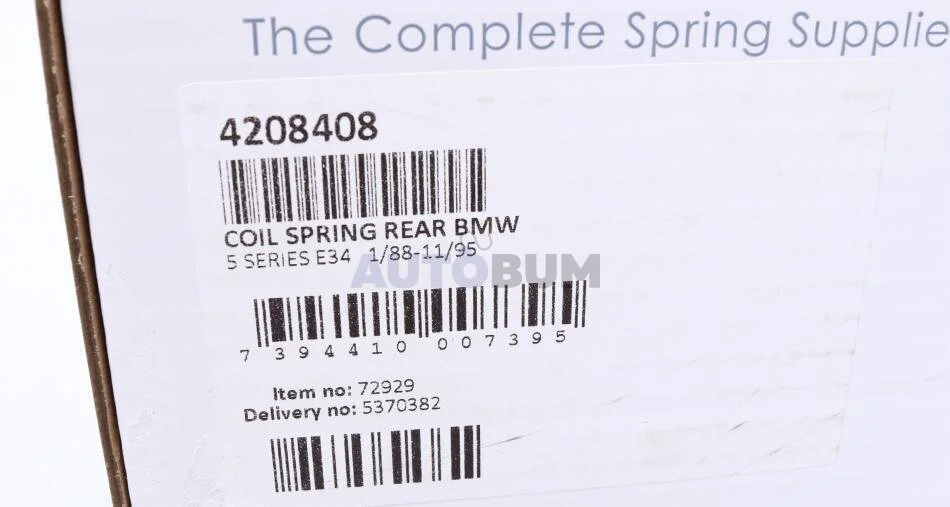 The Complete Spring Supplie
4208408
COIL SPRING REAR BMW
5 SERIES E34 1/88-11/95
AUTOBUM
7 394410 007395
Item no: 72929
Delivery no: 5370382